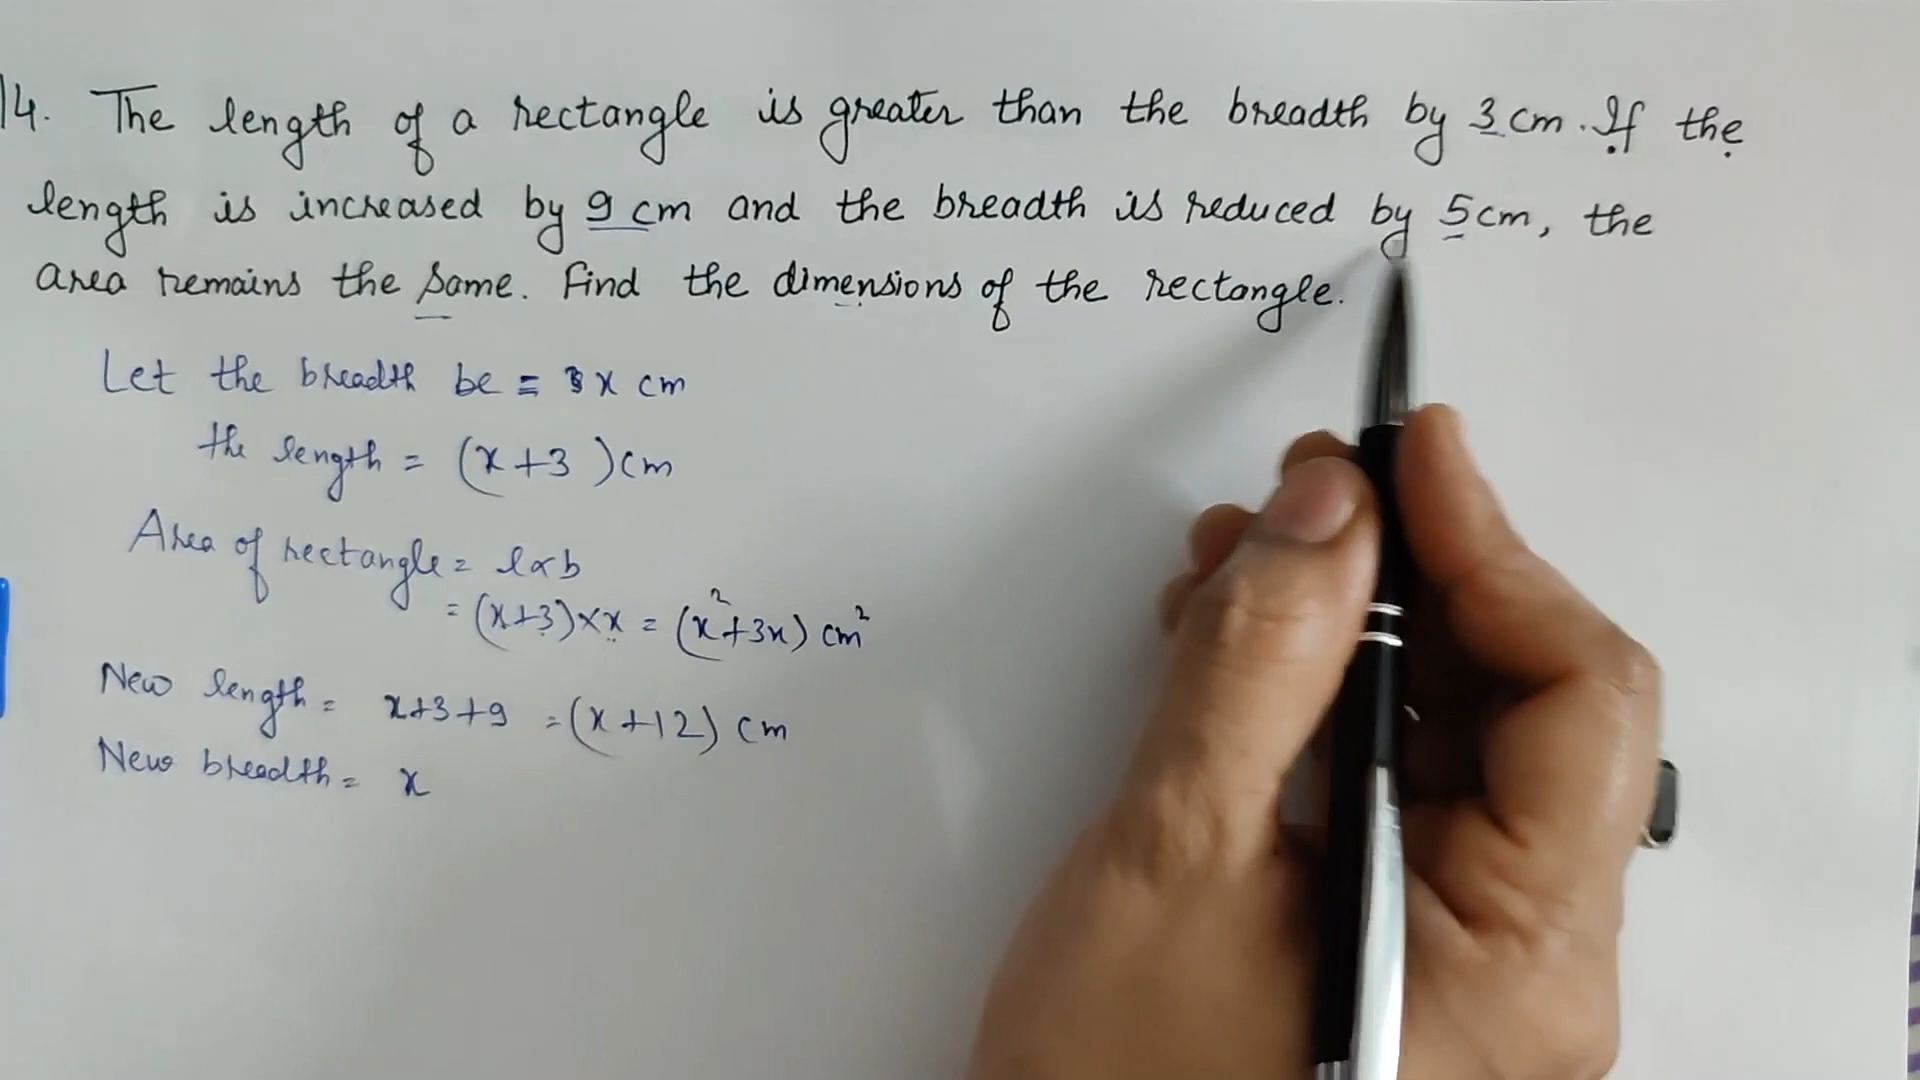 14. The length of a rectangle is greater than the breadth by 3 cm. If the
length is increased by 9 cm and the breadth is reduced by 5 cm, the
area remains the same. Find the dimensions of the rectangle.
Let the breadth be = x cm
the length = (x+3) cm
Area of rectangle = l×b
= (x+3)×x = (x²+3x) cm²
New length = x+3+9 = (x+12) cm
New breadth = x